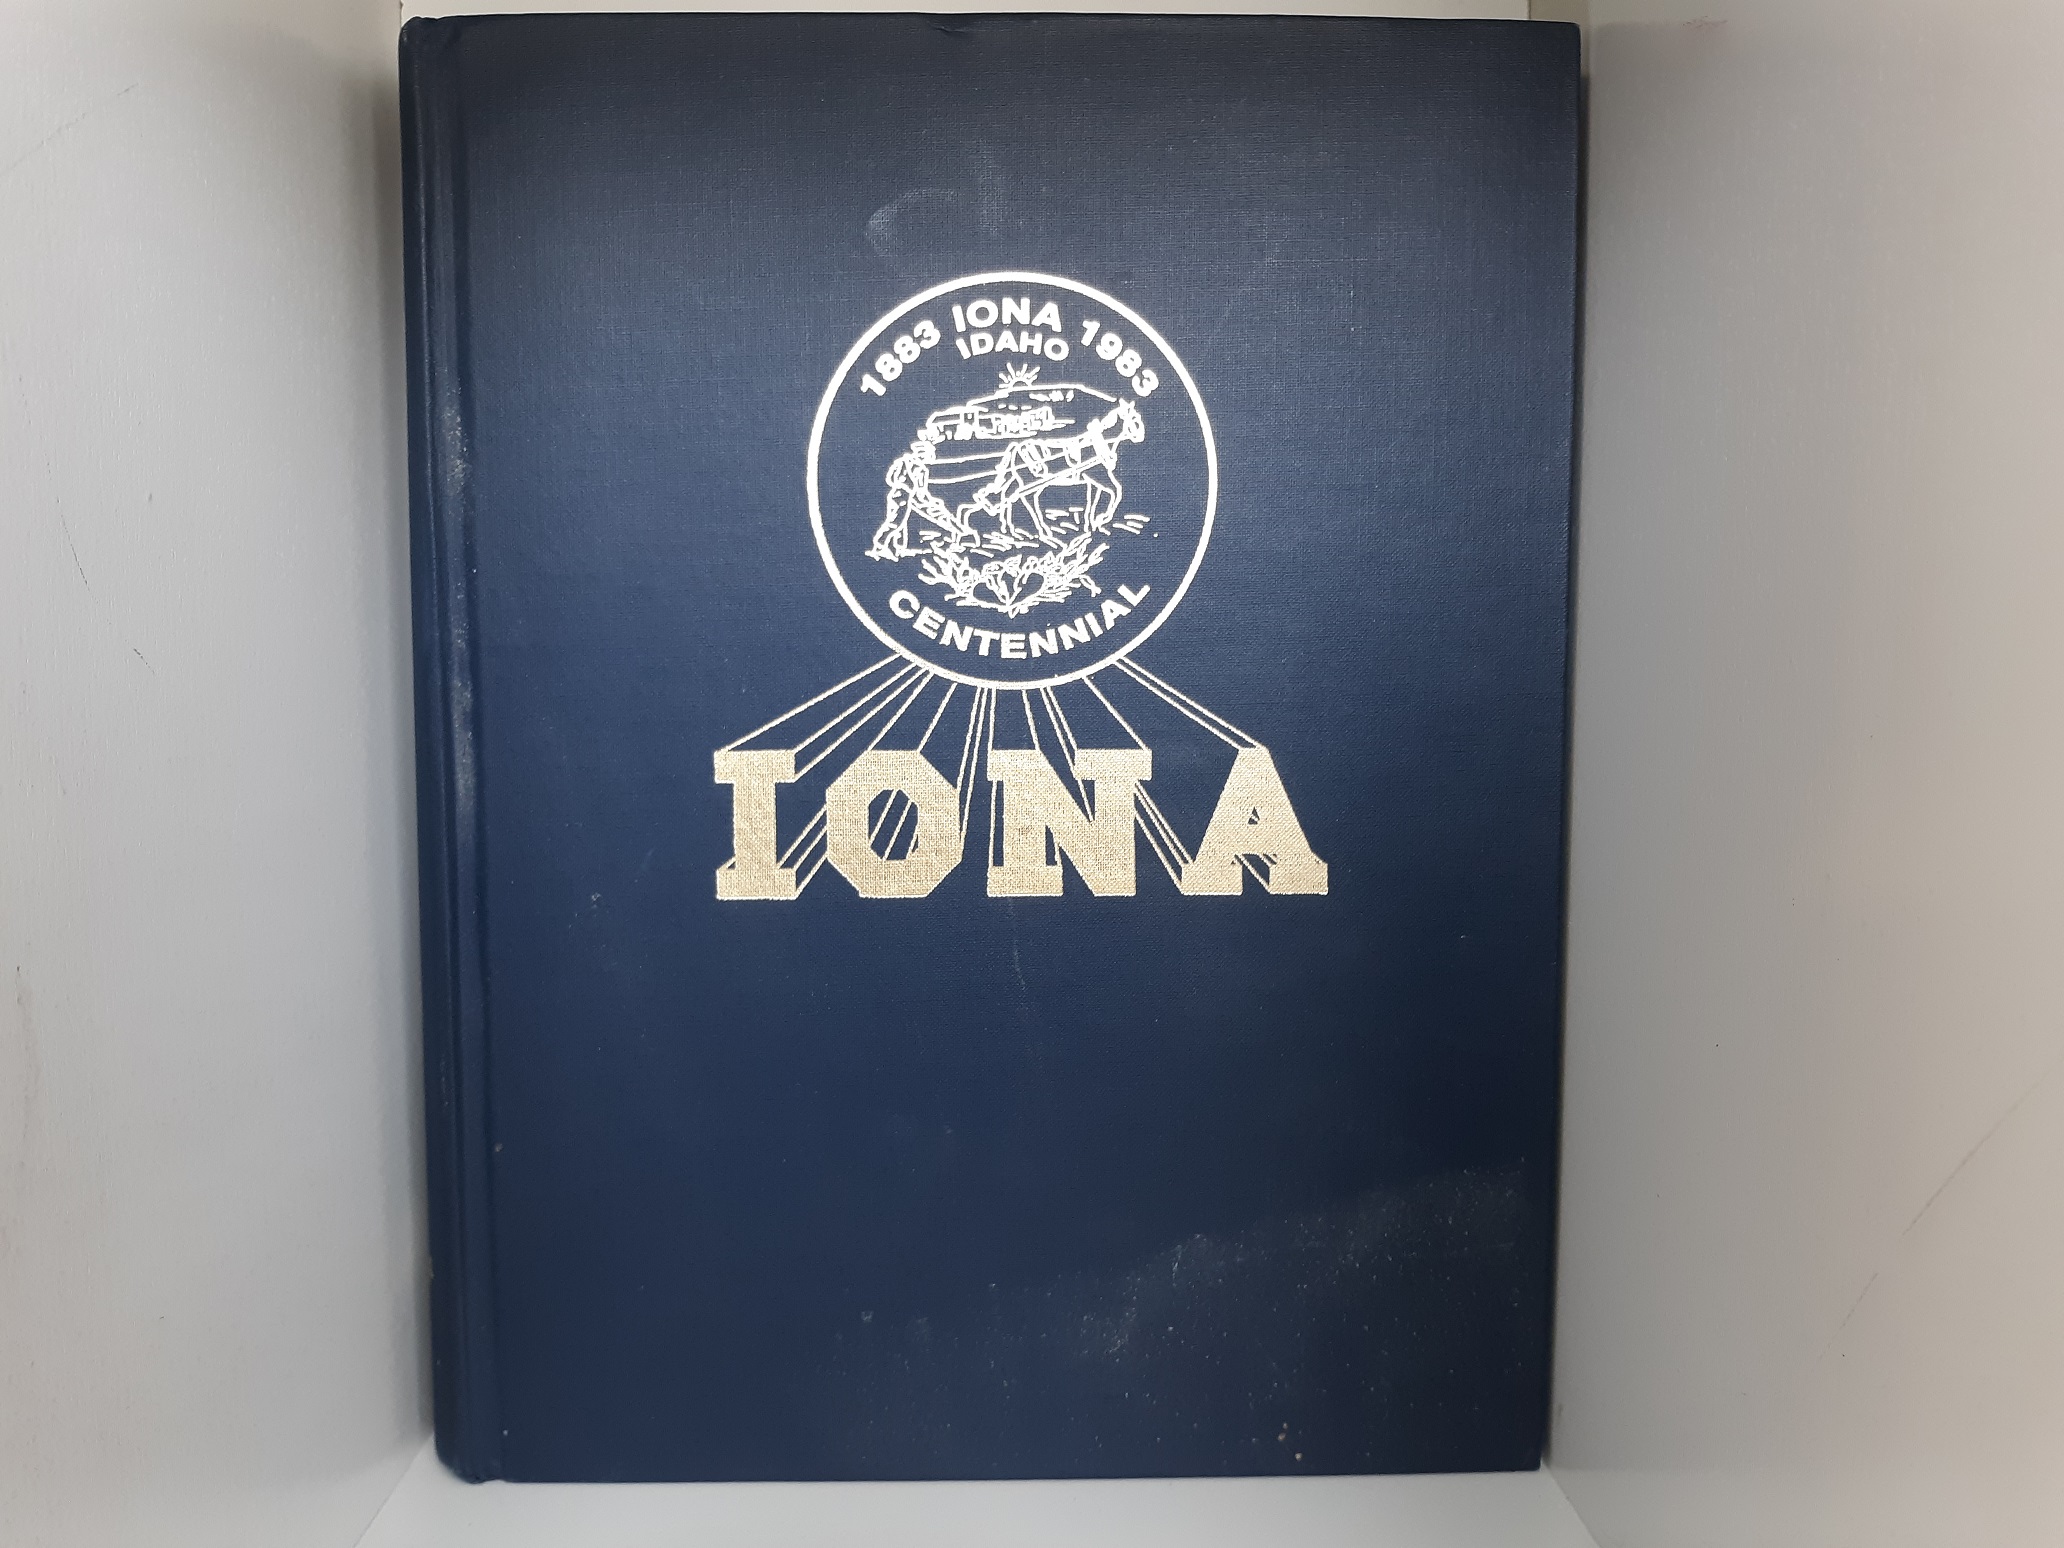 1883 IONA 1983
IDAHO
CENTENNIAL
IONA